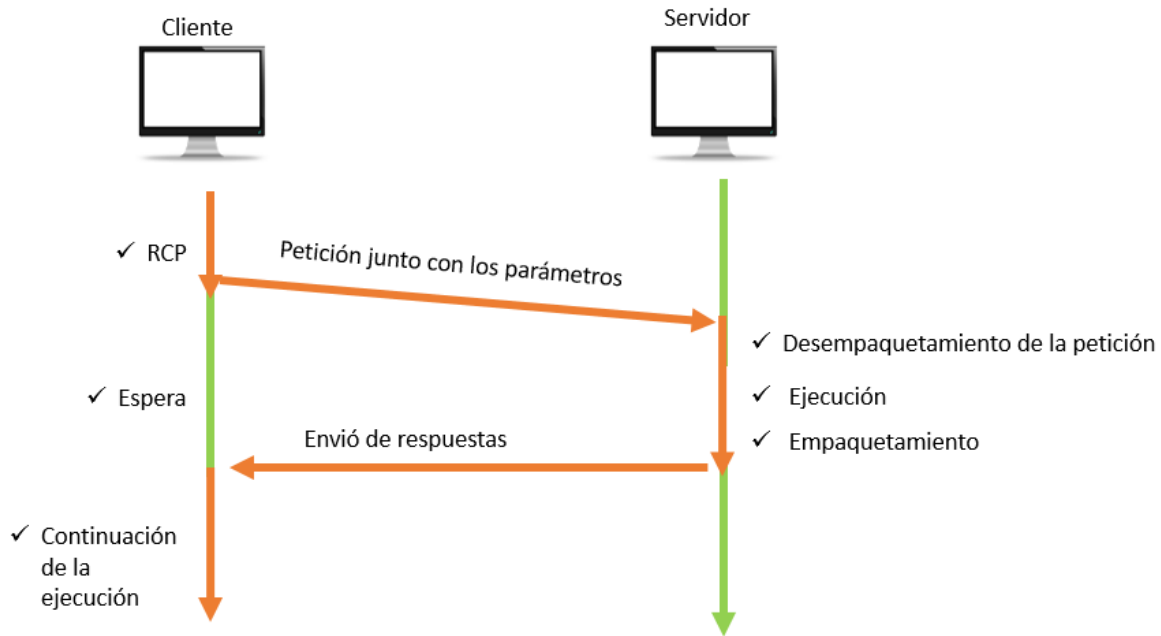 Cliente
Servidor
✓ RCP
Petición junto con los parámetros
✓ Desempaquetamiento de la petición
✓ Espera
✓ Ejecución
Envió de respuestas
✓ Empaquetamiento
✓ Continuación
de la
ejecución